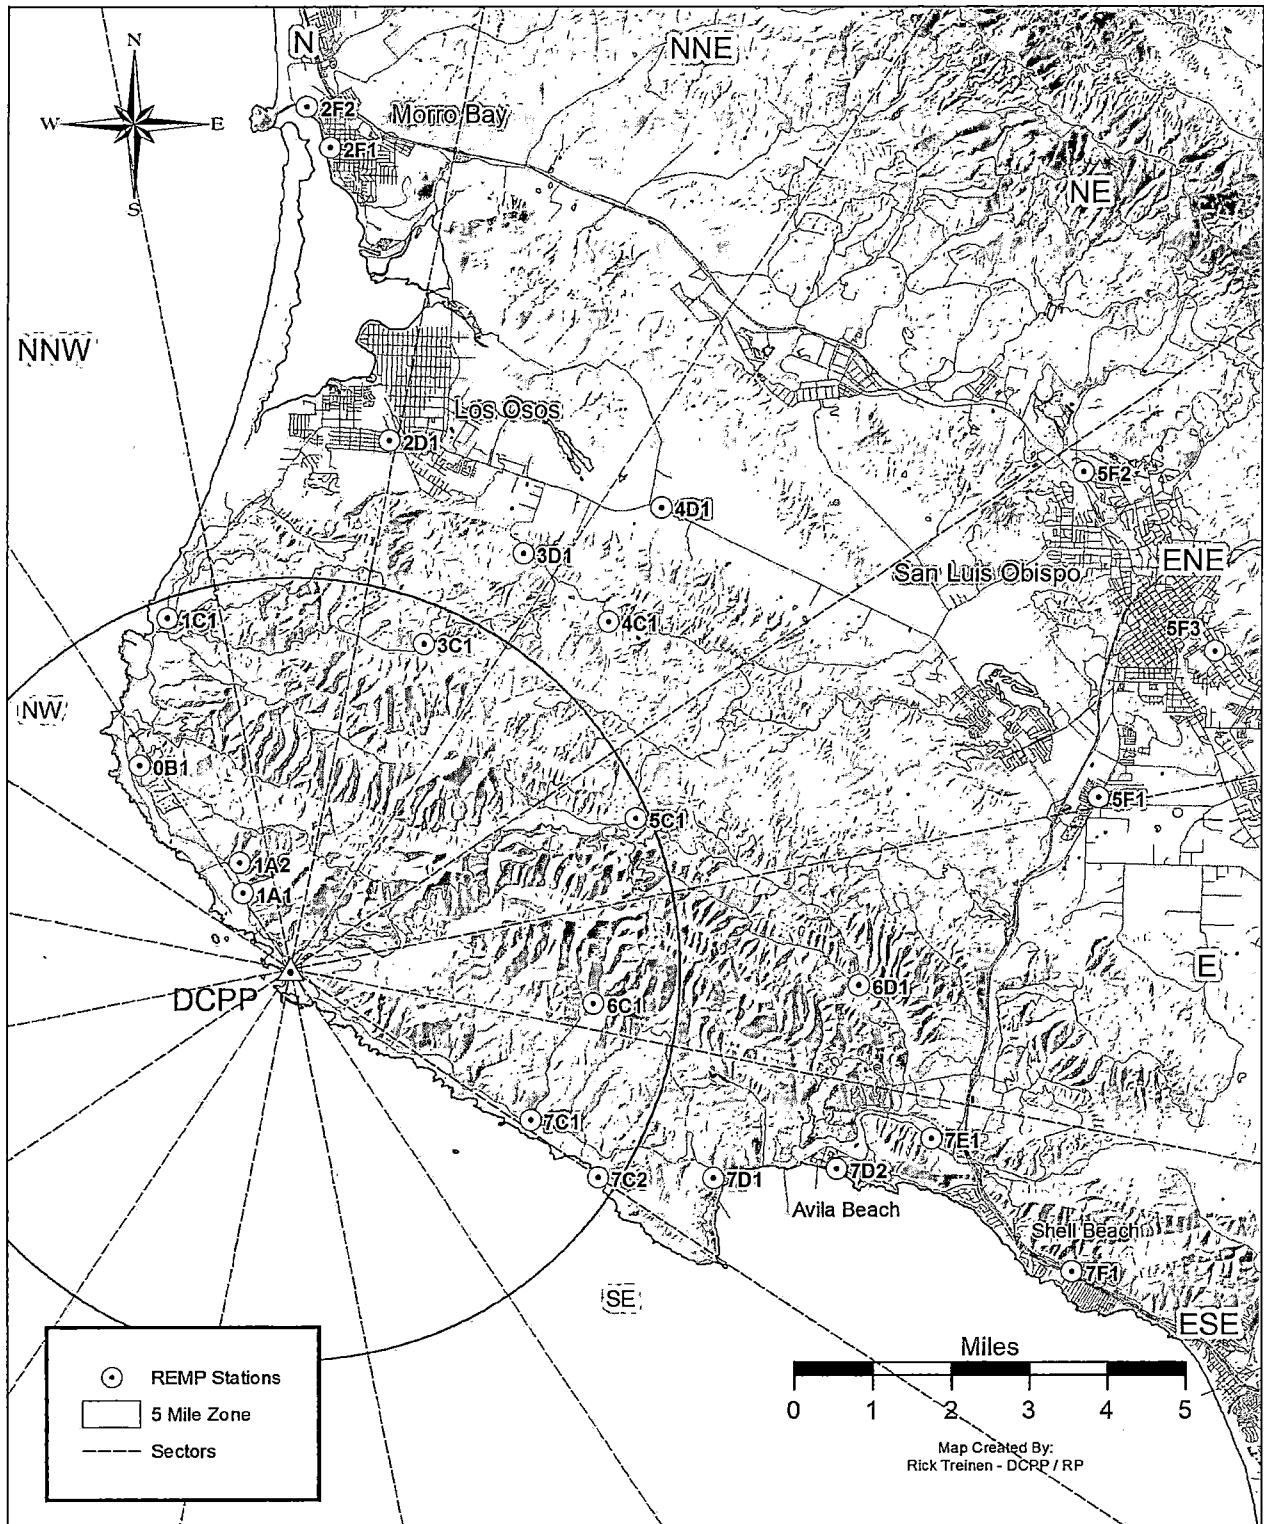 N
N
W
E
S
NNE
2F2
Morro Bay
2F1
NE
NNW
Los Osos
2D1
5F2
4D1
3D1
San Luis Obispo
ENE
1C1
4C1
5F3
3C1
NW
0B1
5F1
5C1
1A2
1A1
E
DCPP
6D1
6C1
7C1
7E1
7C2
7D1
7D2
Avila Beach
Shell Beach
7F1
SE
ESE
Miles
0 1 2 3 4 5
REMP Stations
5 Mile Zone
Sectors
Map Created By:
Rick Treinen - DCPP / RP